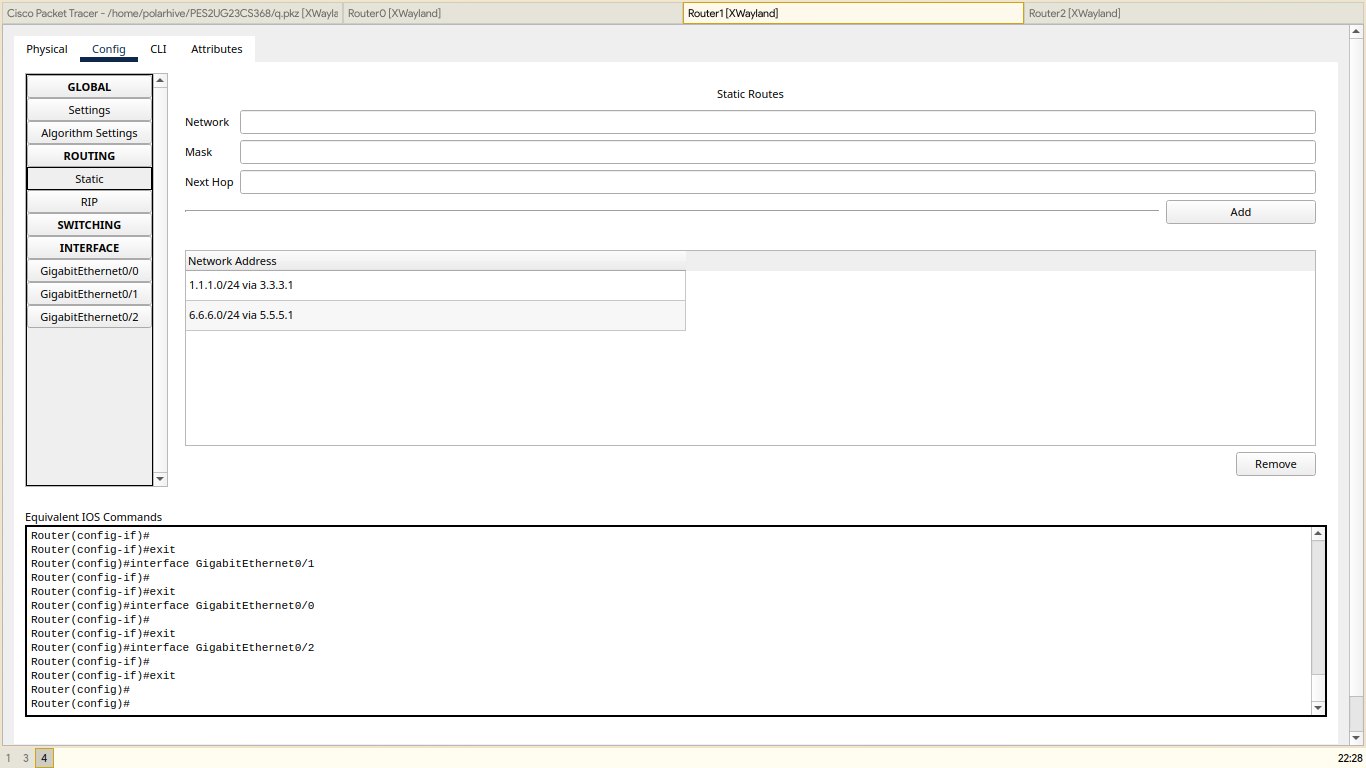 Cisco Packet Tracer - /home/polarhive/PES2UG23CS368/q.pkz [XWayla
Router0 [XWayland]
Router1 [XWayland]
Router2 [XWayland]
Physical
Config
CLI
Attributes
GLOBAL
Settings
Algorithm Settings
ROUTING
Static
RIP
SWITCHING
INTERFACE
GigabitEthernet0/0
GigabitEthernet0/1
GigabitEthernet0/2
Static Routes
Network
Mask
Next Hop
Add
Network Address
1.1.1.0/24 via 3.3.3.1
6.6.6.0/24 via 5.5.5.1
Remove
Equivalent IOS Commands
Router(config-if)#
Router(config-if)#exit
Router(config)#interface GigabitEthernet0/1
Router(config-if)#
Router(config-if)#exit
Router(config)#interface GigabitEthernet0/0
Router(config-if)#
Router(config-if)#exit
Router(config)#interface GigabitEthernet0/2
Router(config-if)#
Router(config-if)#exit
Router(config)#
Router(config)#
1 3 4
22:28